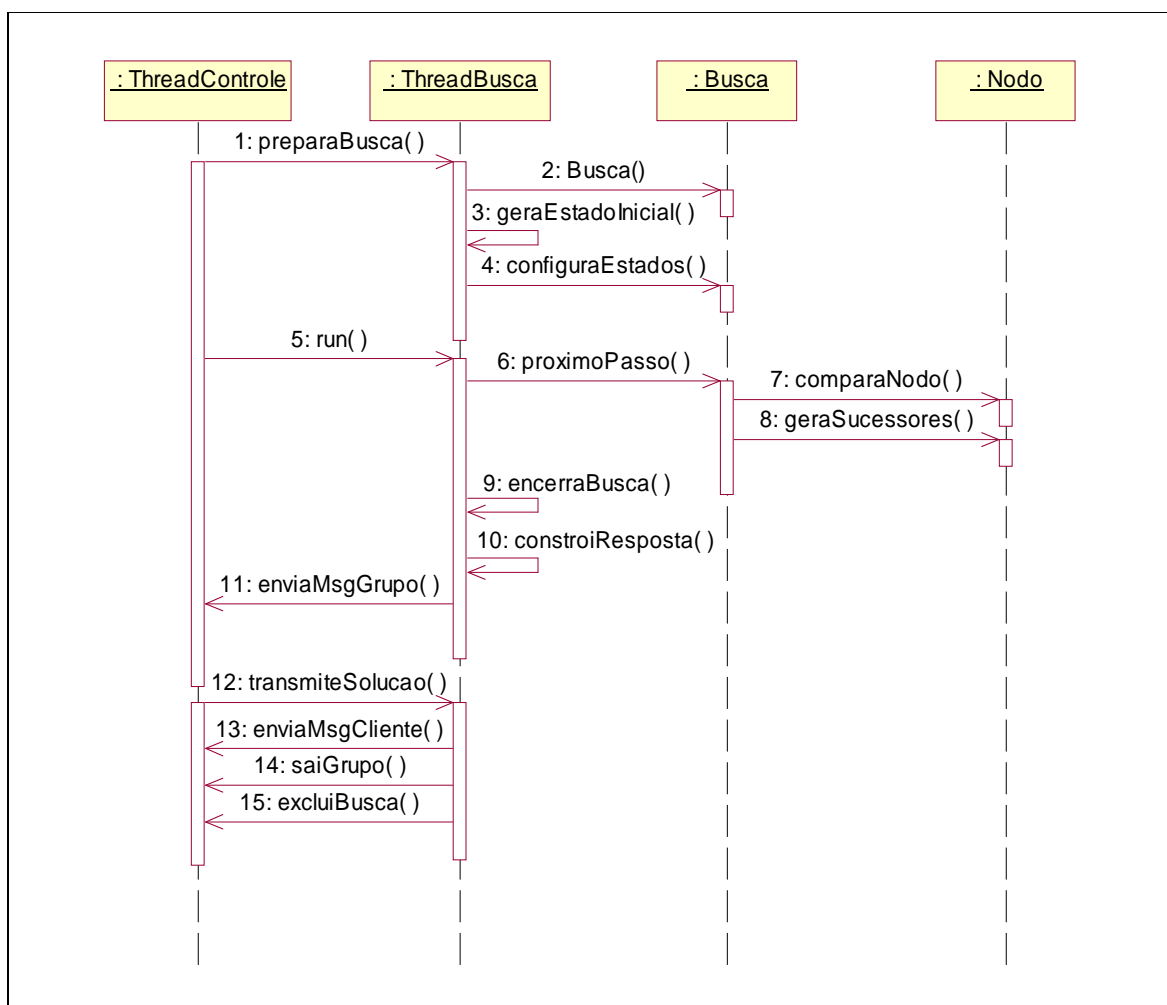 : ThreadControle
: ThreadBusca
: Busca
: Nodo
1: preparaBusca( )
2: Busca()
3: geraEstadoInicial( )
4: configuraEstados( )
5: run( )
6: proximoPasso( )
7: comparaNodo( )
8: geraSucessores( )
9: encerraBusca( )
10: constroiResposta( )
11: enviaMsgGrupo( )
12: transmiteSolucao( )
13: enviaMsgCliente( )
14: saiGrupo( )
15: excluiBusca( )